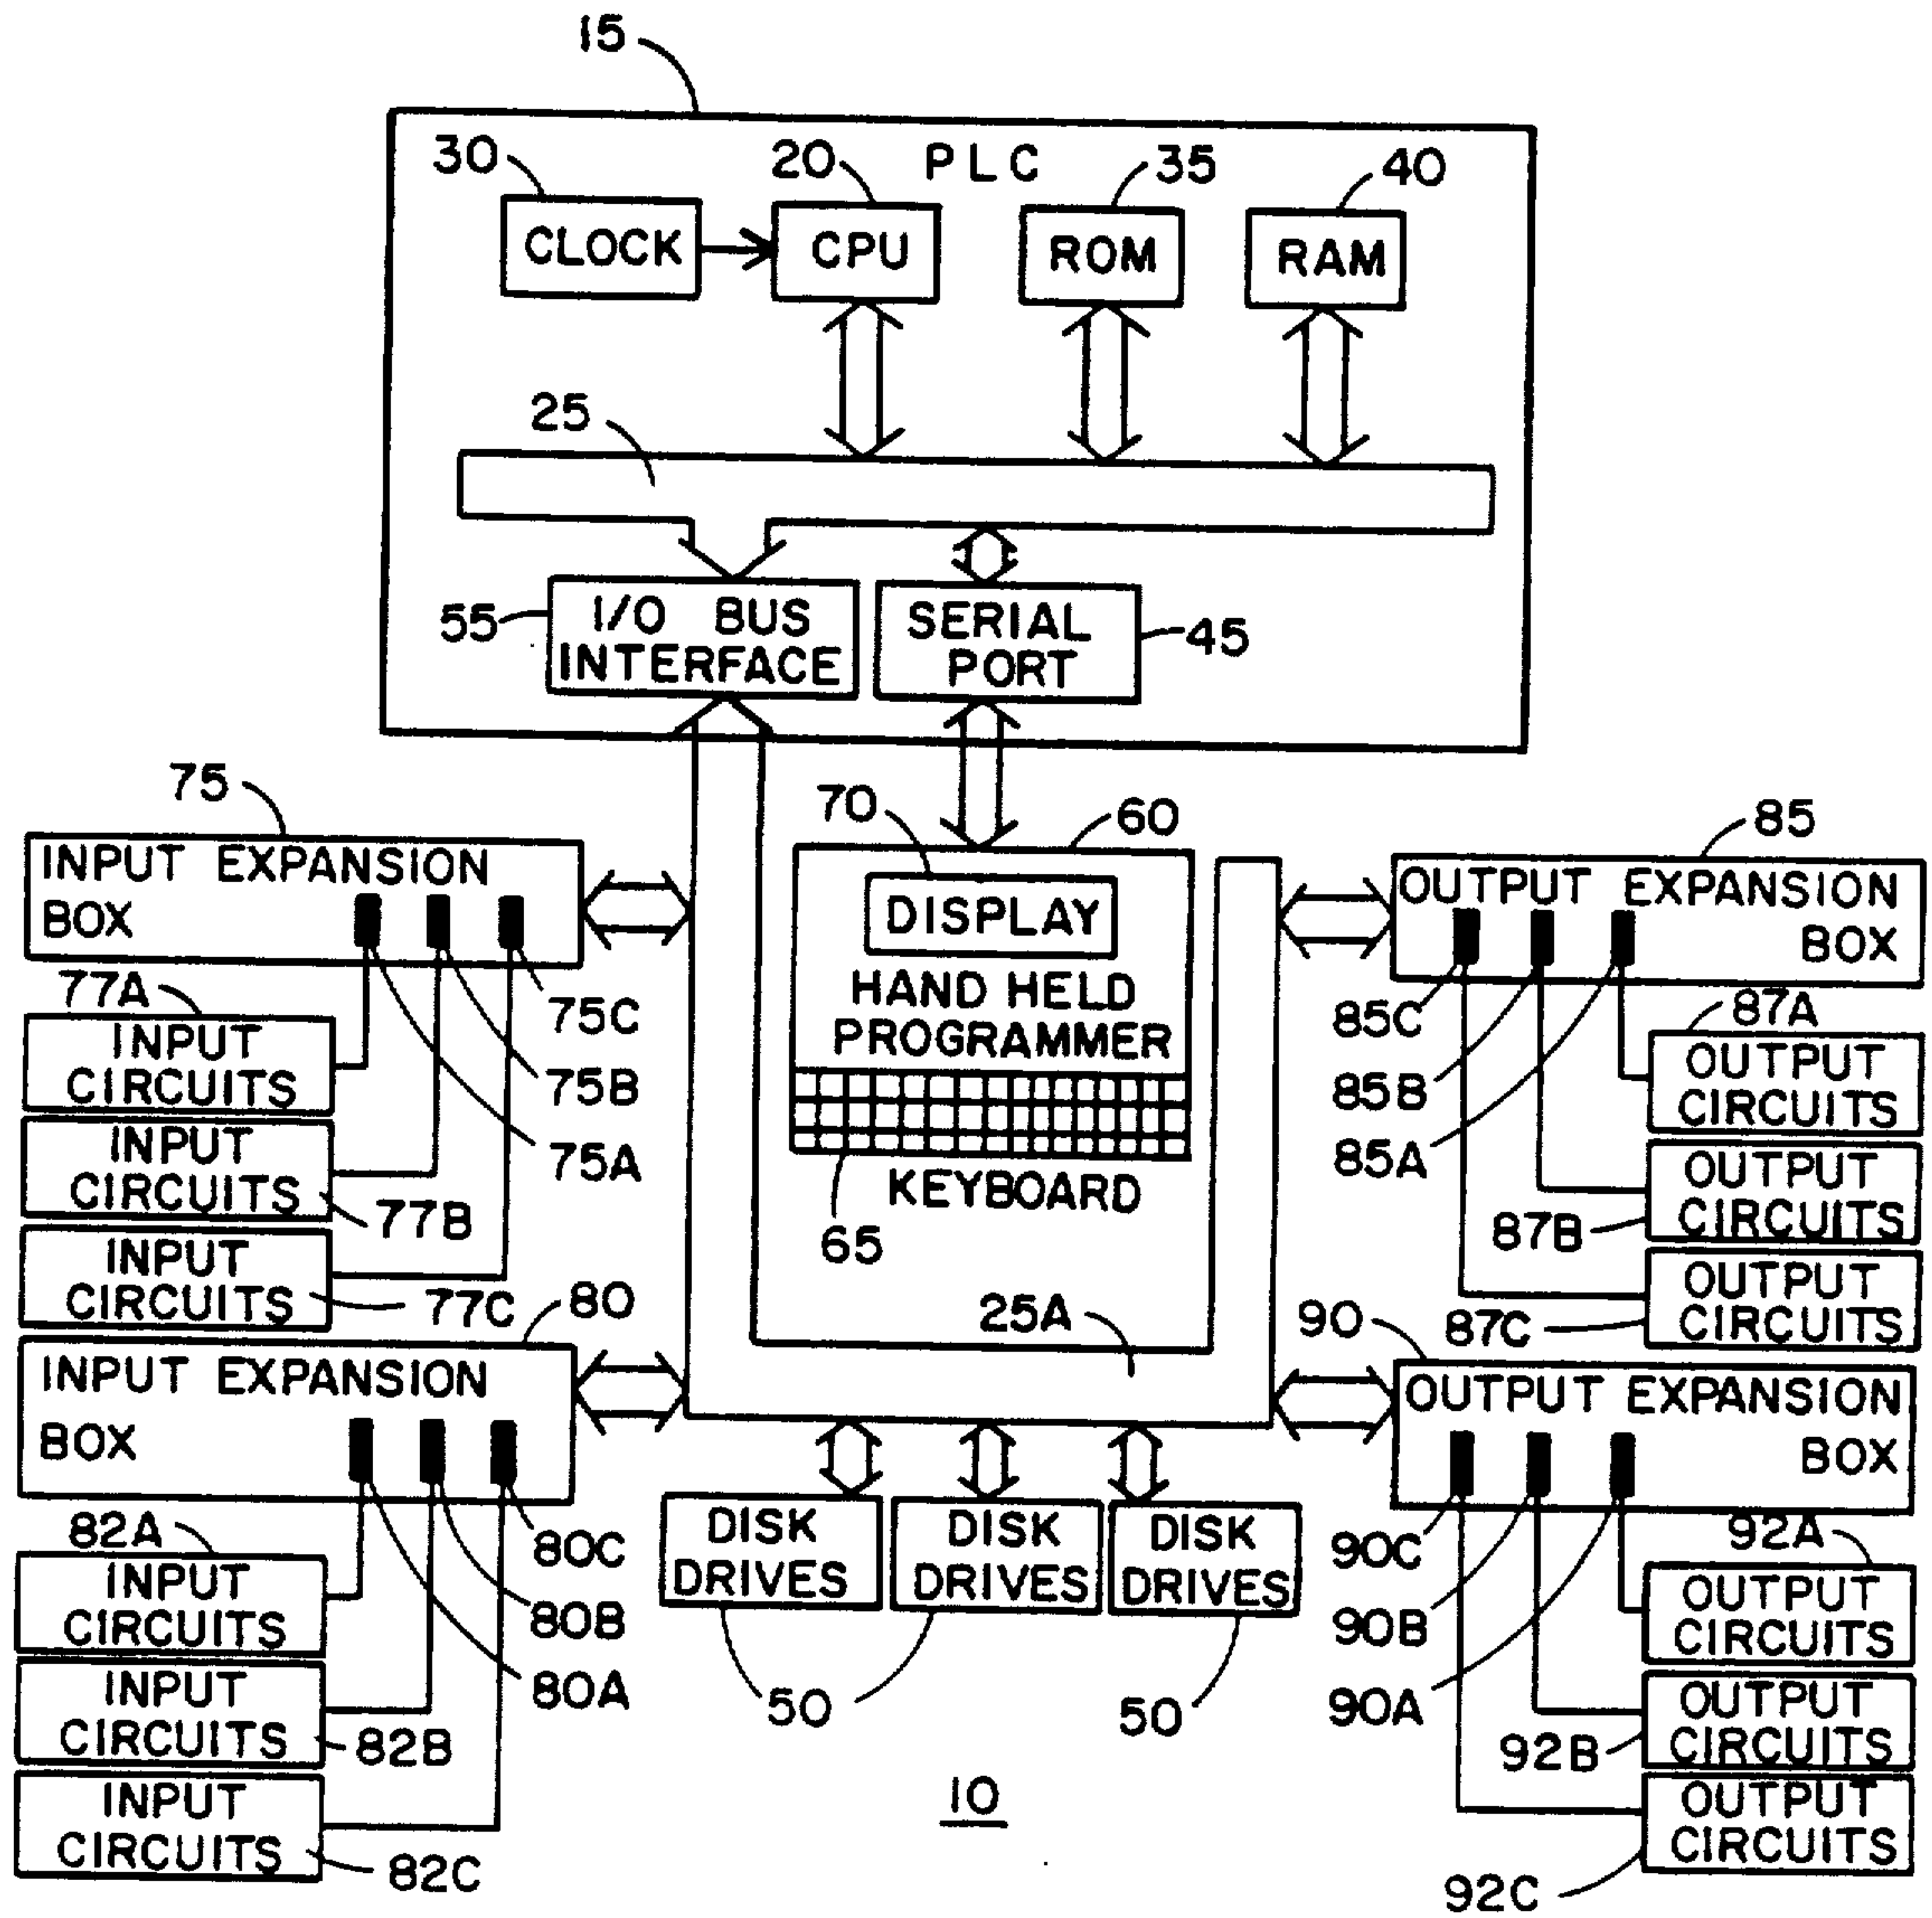 15
PLC
30
20
35
40
CLOCK
CPU
ROM
RAM
25
55
I/O BUS
INTERFACE
SERIAL
PORT
45
75
INPUT EXPANSION
BOX
75C
75B
75A
77A
INPUT
CIRCUITS
INPUT
CIRCUITS
77B
INPUT
CIRCUITS
77C
70
60
DISPLAY
HAND HELD
PROGRAMMER
KEYBOARD
65
25A
85
OUTPUT EXPANSION
BOX
85C
85B
85A
87A
OUTPUT
CIRCUITS
OUTPUT
CIRCUITS
87B
OUTPUT
CIRCUITS
87C
80
INPUT EXPANSION
BOX
80C
80B
80A
82A
INPUT
CIRCUITS
INPUT
CIRCUITS
82B
INPUT
CIRCUITS
82C
DISK
DRIVES
DISK
DRIVES
DISK
DRIVES
50
50
90
OUTPUT EXPANSION
BOX
90C
90B
90A
92A
OUTPUT
CIRCUITS
OUTPUT
CIRCUITS
92B
OUTPUT
CIRCUITS
92C
10